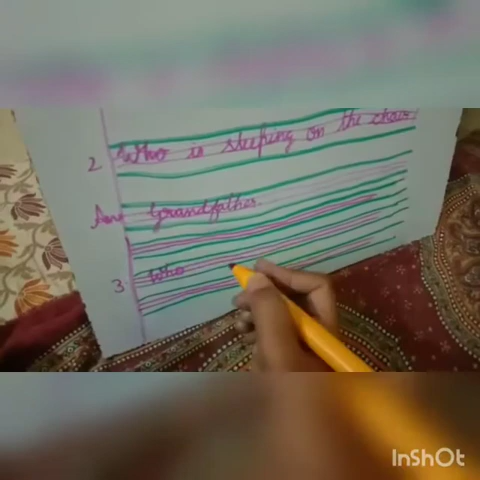 2 Who is sleeping on the chair
Ans Grandfather.
3. Who
InShOt